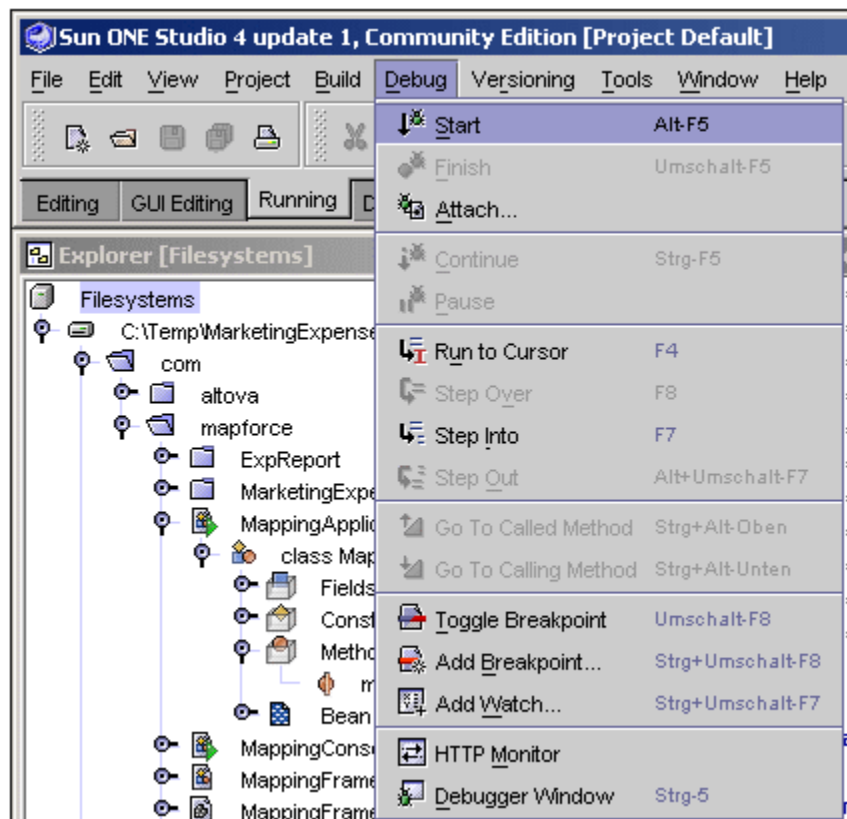 Sun ONE Studio 4 update 1, Community Edition [Project Default]
File Edit View Project Build Debug Versioning Tools Window Help
Editing GUI Editing Running
Explorer [Filesystems]
Filesystems
C:\Temp\MarketingExpense
com
altova
mapforce
ExpReport
MarketingExpe
MappingApplic
class Map
Fields
Const
Metho
m
Bean
MappingConso
MappingFrame
MappingFrame
Start Alt-F5
Finish Umschalt-F5
Attach...
Continue Strg-F5
Pause
Run to Cursor F4
Step Over F8
Step Into F7
Step Out Alt+Umschalt-F7
Go To Called Method Strg+Alt-Oben
Go To Calling Method Strg+Alt-Unten
Toggle Breakpoint Umschalt-F8
Add Breakpoint... Strg+Umschalt-F8
Add Watch... Strg+Umschalt-F7
HTTP Monitor
Debugger Window Strg-5